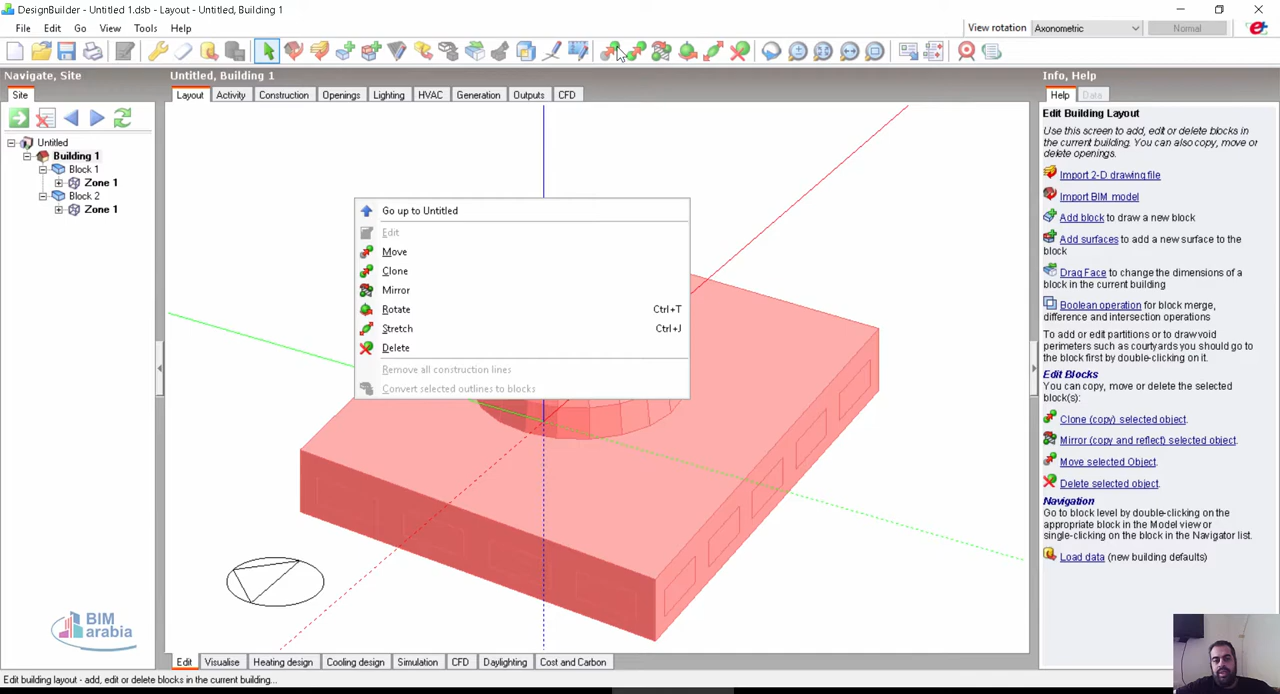 DesignBuilder - Untitled 1.dsb - Layout - Untitled, Building 1
File Edit Go View Tools Help
View rotation Axonometric Normal
Navigate, Site
Site
Untitled
Building 1
Block 1
Zone 1
Block 2
Zone 1
BIM
arabia
Untitled, Building 1
Layout Activity Construction Openings Lighting HVAC Generation Outputs CFD
Go up to Untitled
Edit
Move
Clone
Mirror
Rotate Ctrl+T
Stretch Ctrl+J
Delete
Remove all construction lines
Convert selected outlines to blocks
Edit Visualise Heating design Cooling design Simulation CFD Daylighting Cost and Carbon
Info, Help
Help Data
Edit Building Layout
Use this screen to add, edit or delete blocks in
the current building. You can also copy, move or
delete openings.
Import 2-D drawing file
Import BIM model
Add block to draw a new block
Add surfaces to add a new surface to the
block
Drag Face to change the dimensions of a
block in the current building
Boolean operation for block merge,
difference and intersection operations
To add or edit partitions or to draw void
perimeters such as courtyards you should go to
the block first by double-clicking on it.
Edit Blocks
You can copy, move or delete the selected
block(s):
Clone (copy) selected object.
Mirror (copy and reflect) selected object.
Move selected Object.
Delete selected object.
Navigation
Go to block level by double-clicking on the
appropriate block in the Model view or
single-clicking on the block in the Navigator list.
Load data (new building defaults)
Edit building layout - add, edit or delete blocks in the current building...